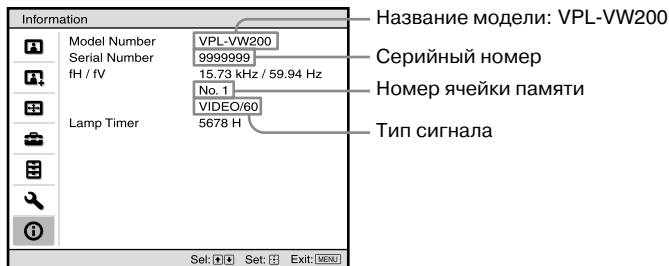 Information
Model Number VPL-VW200
Serial Number 9999999
fH / fV 15.73 kHz / 59.94 Hz
No. 1
VIDEO/60
Lamp Timer 5678 H
Sel: Set: Exit: MENU
Название модели: VPL-VW200
Серийный номер
Номер ячейки памяти
Тип сигнала